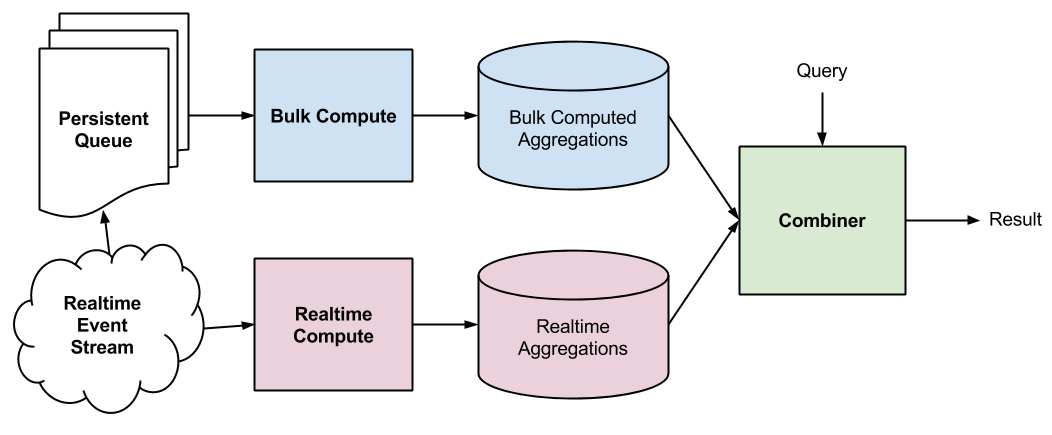 Persistent
Queue
Bulk Compute
Bulk Computed
Aggregations
Query
Combiner
Result
Realtime
Event
Stream
Realtime
Compute
Realtime
Aggregations